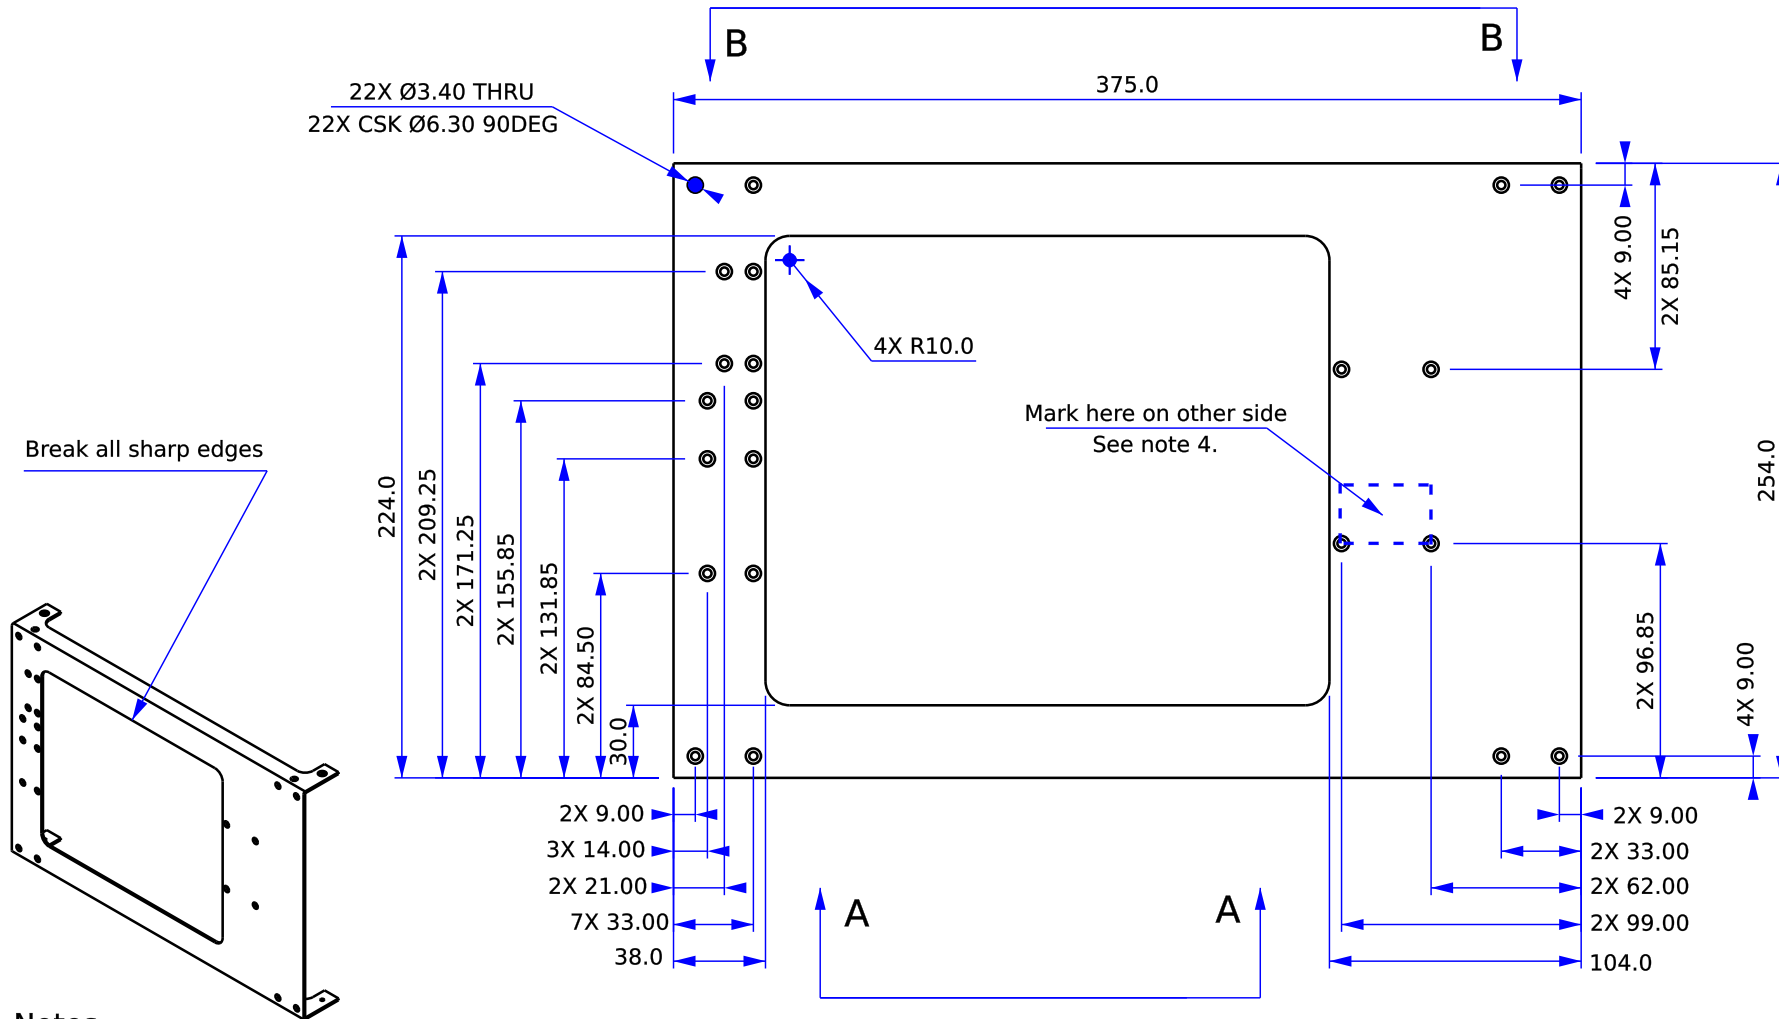 B
B
375.0
22X Ø3.40 THRU
22X CSK Ø6.30 90DEG
4X 9.00
2X 85.15
4X R10.0
Mark here on other side
See note 4.
Break all sharp edges
254.0
224.0
2X 209.25
2X 171.25
2X 155.85
2X 131.85
2X 84.50
30.0
2X 96.85
4X 9.00
2X 9.00
3X 14.00
2X 21.00
7X 33.00
38.0
A
A
2X 9.00
2X 33.00
2X 62.00
2X 99.00
104.0
Notes